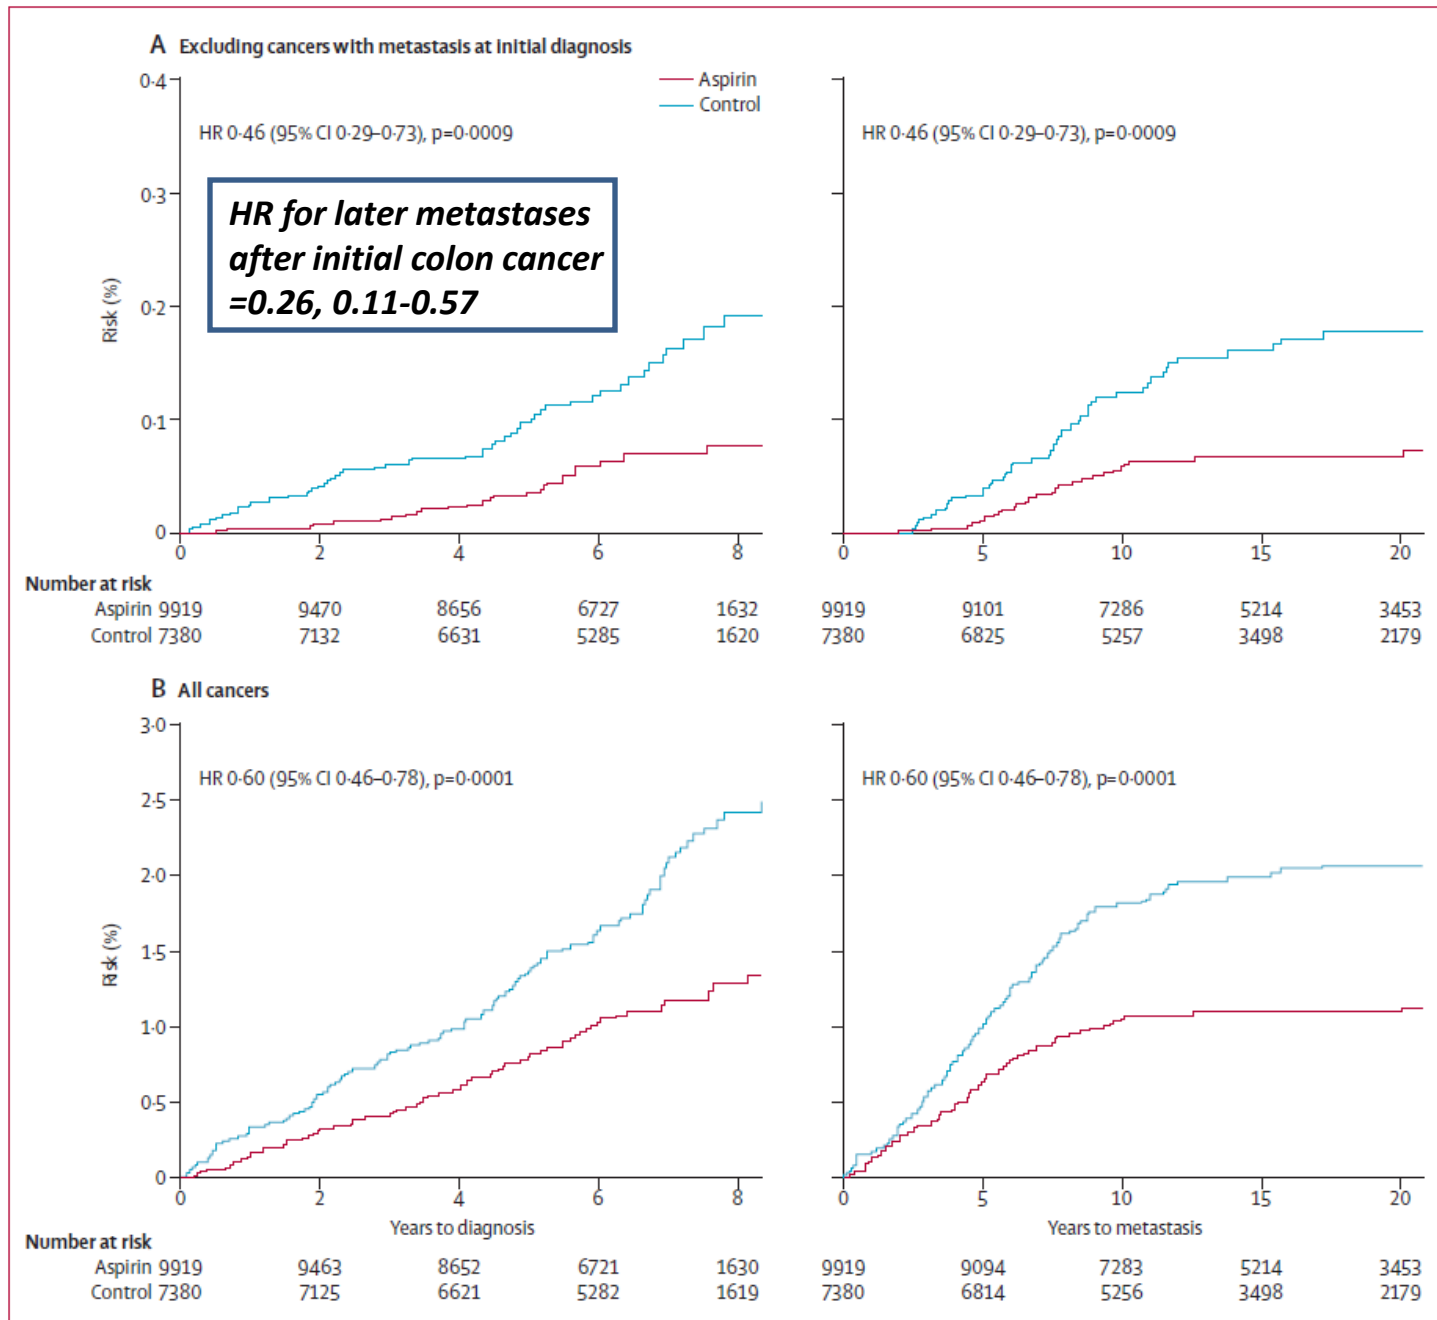 A Excluding cancers with metastasis at initial diagnosis
Aspirin
Control
HR 0·46 (95% CI 0·29–0·73), p=0·0009
HR for later metastases
after initial colon cancer
=0.26, 0.11-0.57
Risk (%)
0·4
0·3
0·2
0·1
0
0 2 4 6 8
HR 0·46 (95% CI 0·29–0·73), p=0·0009
0 5 10 15 20
Number at risk
Aspirin 9919 9470 8656 6727 1632 9919 9101 7286 5214 3453
Control 7380 7132 6631 5285 1620 7380 6825 5257 3498 2179
B All cancers
HR 0·60 (95% CI 0·46–0·78), p=0·0001
Risk (%)
3·0
2·5
2·0
1·5
1·0
0·5
0
0 2 4 6 8
Years to diagnosis
HR 0·60 (95% CI 0·46–0·78), p=0·0001
0 5 10 15 20
Years to metastasis
Number at risk
Aspirin 9919 9463 8652 6721 1630 9919 9094 7283 5214 3453
Control 7380 7125 6621 5282 1619 7380 6814 5256 3498 2179